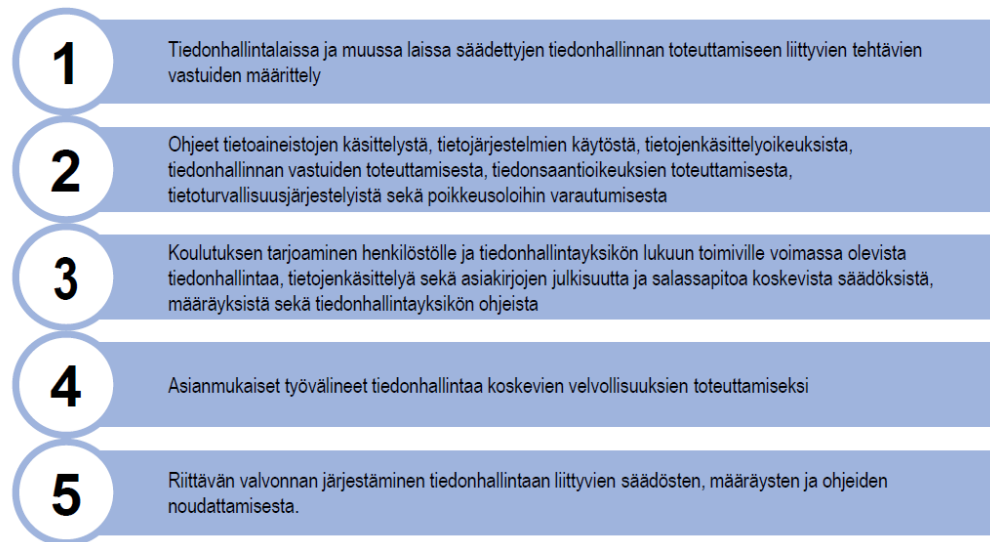 1
Tiedonhallintalaissa ja muussa laissa säädettyjen tiedonhallinnan toteuttamiseen liittyvien tehtävien
vastuiden määrittely
2
Ohjeet tietoaineistojen käsittelystä, tietojärjestelmien käytöstä, tietojenkäsittelyoikeuksista,
tiedonhallinnan vastuiden toteuttamisesta, tiedonsaantioikeuksien toteuttamisesta,
tietoturvallisuusjärjestelyistä sekä poikkeusoloihin varautumisesta
3
Koulutuksen tarjoaminen henkilöstölle ja tiedonhallintayksikön lukuun toimiville voimassa olevista
tiedonhallintaa, tietojenkäsittelyä sekä asiakirjojen julkisuutta ja salassapitoa koskevista säädöksistä,
määräyksistä sekä tiedonhallintayksikön ohjeista
4
Asianmukaiset työvälineet tiedonhallintaa koskevien velvollisuuksien toteuttamiseksi
5
Riittävän valvonnan järjestäminen tiedonhallintaan liittyvien säädösten, määräysten ja ohjeiden
noudattamisesta.